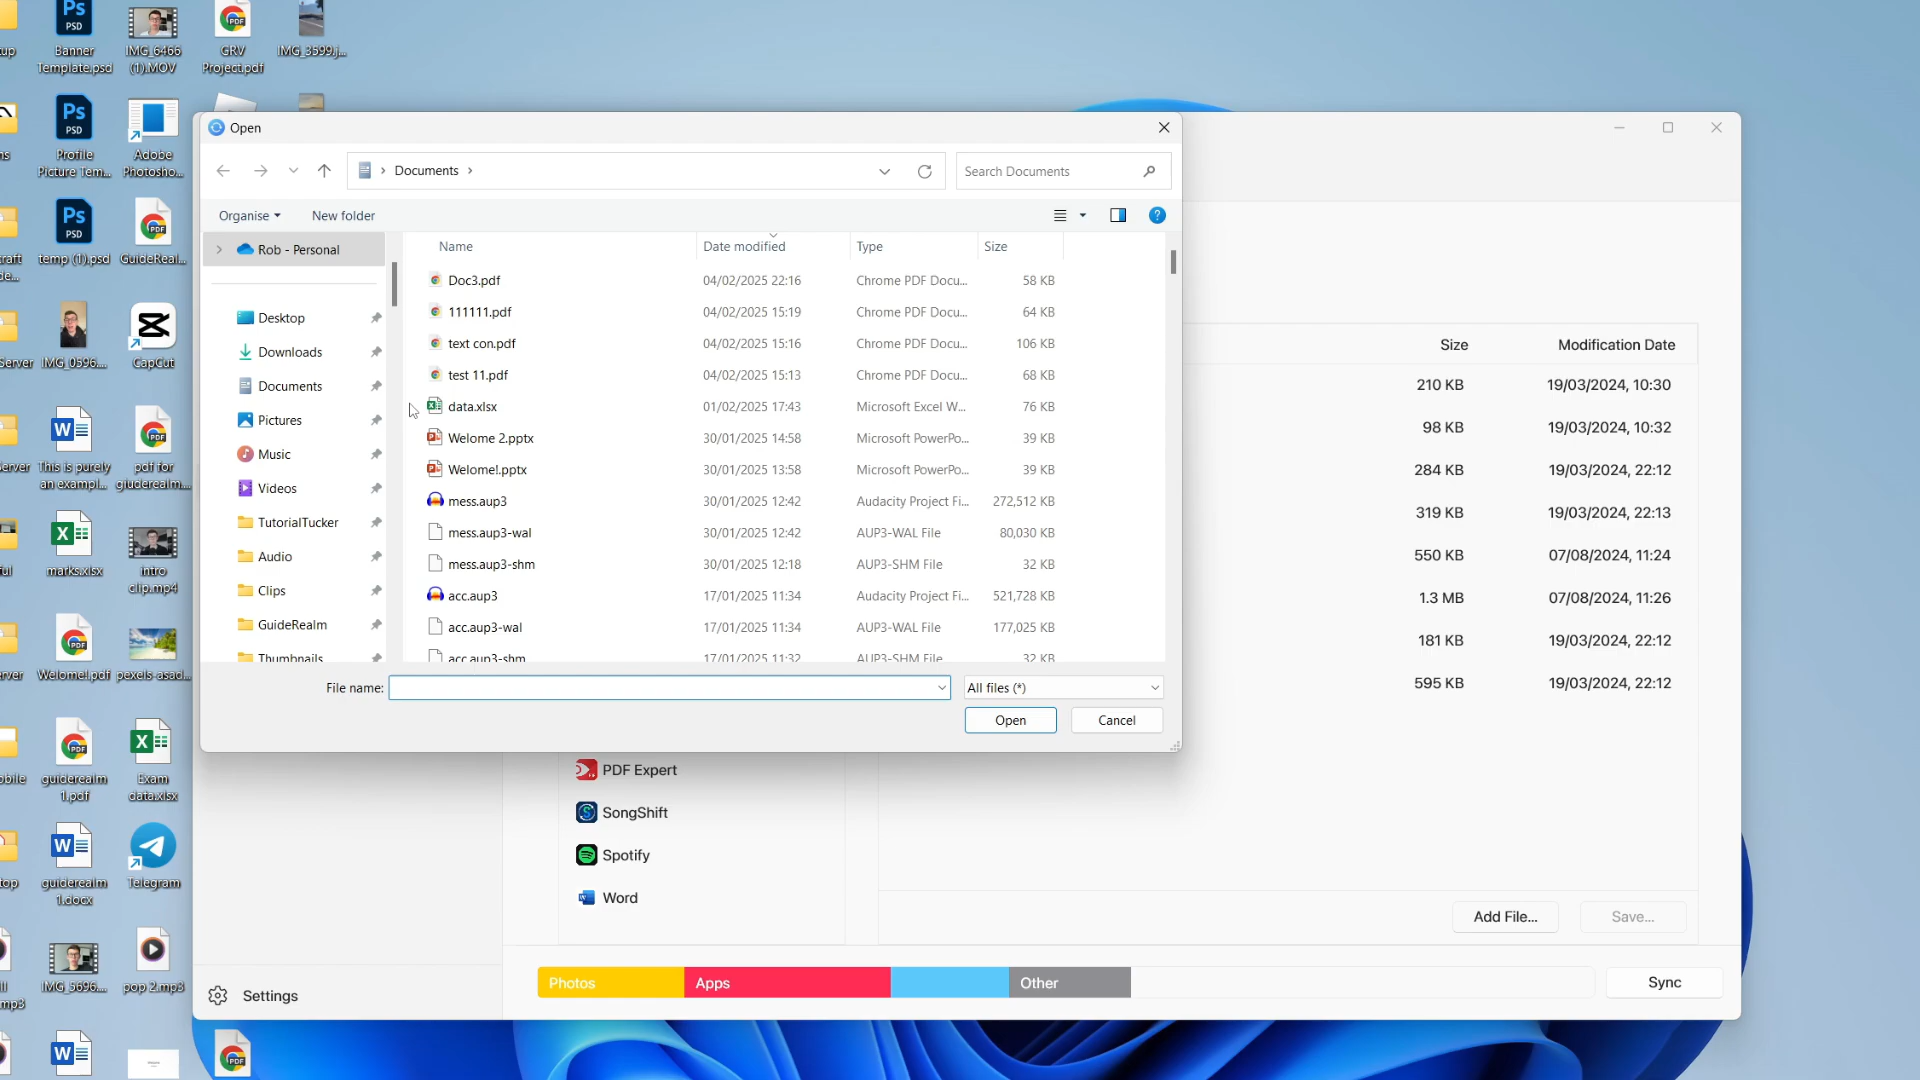 tup
Banner
Template.psd
IMG_6466
(1).MOV
GRV
Project.pdf
IMG_3599.j...
Profile
Picture Tem...
Adobe
Photosho...
temp (1).psd
GuideReal...
IMG_0596....
CapCut
Server
This is purely
an exampl...
pdf for
giuderealm...
marks.xlsx
intro
clip.mp4
Welome!.pdf
pexels-asad...
guiderealm
1.pdf
Exam
data.xlsx
guiderealm
1.docx
Telegram
IMG_5696....
pop 2.mp3
Open
Documents
Search Documents
Organise
New folder
Name
Date modified
Type
Size
Rob - Personal
Desktop
Downloads
Documents
Pictures
Music
Videos
TutorialTucker
Audio
Clips
GuideRealm
Thumbnails
Doc3.pdf 04/02/2025 22:16 Chrome PDF Docu... 58 KB
111111.pdf 04/02/2025 15:19 Chrome PDF Docu... 64 KB
text con.pdf 04/02/2025 15:16 Chrome PDF Docu... 106 KB
test 11.pdf 04/02/2025 15:13 Chrome PDF Docu... 68 KB
data.xlsx 01/02/2025 17:43 Microsoft Excel W... 76 KB
Welome 2.pptx 30/01/2025 14:58 Microsoft PowerPo... 39 KB
Welome!.pptx 30/01/2025 13:58 Microsoft PowerPo... 39 KB
mess.aup3 30/01/2025 12:42 Audacity Project Fi... 272,512 KB
mess.aup3-wal 30/01/2025 12:42 AUP3-WAL File 80,030 KB
mess.aup3-shm 30/01/2025 12:18 AUP3-SHM File 32 KB
acc.aup3 17/01/2025 11:34 Audacity Project Fi... 521,728 KB
acc.aup3-wal 17/01/2025 11:34 AUP3-WAL File 177,025 KB
acc.aup3-shm 17/01/2025 11:32 AUP3-SHM File 32 KB
File name:
All files (*)
Open
Cancel
Size Modification Date
210 KB 19/03/2024, 10:30
98 KB 19/03/2024, 10:32
284 KB 19/03/2024, 22:12
319 KB 19/03/2024, 22:13
550 KB 07/08/2024, 11:24
1.3 MB 07/08/2024, 11:26
181 KB 19/03/2024, 22:12
595 KB 19/03/2024, 22:12
PDF Expert
SongShift
Spotify
Word
Add File...
Save...
Settings
Photos
Apps
Other
Sync